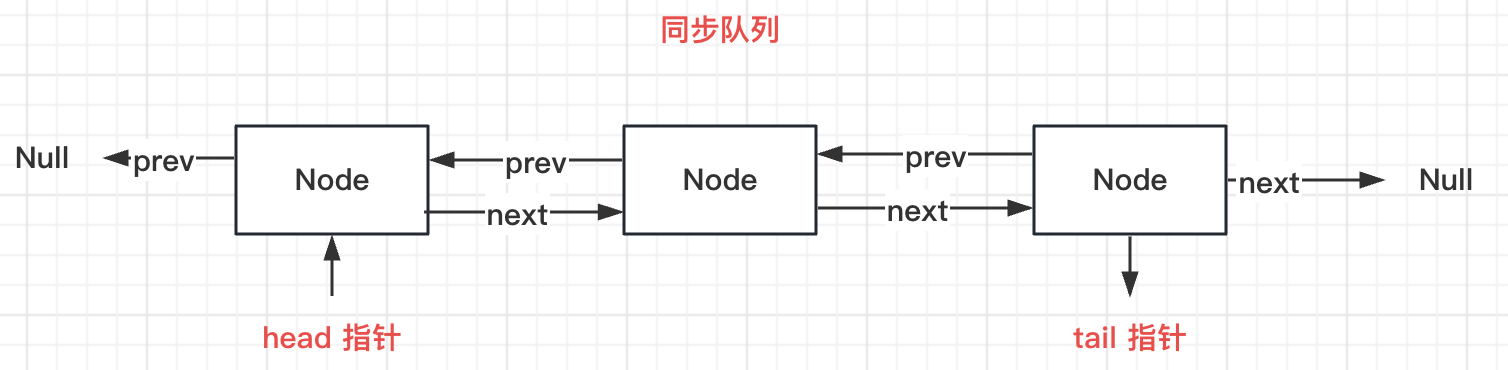 同步队列
Null
prev
Node
next
prev
Node
next
prev
Node
next
Null
head 指针
tail 指针